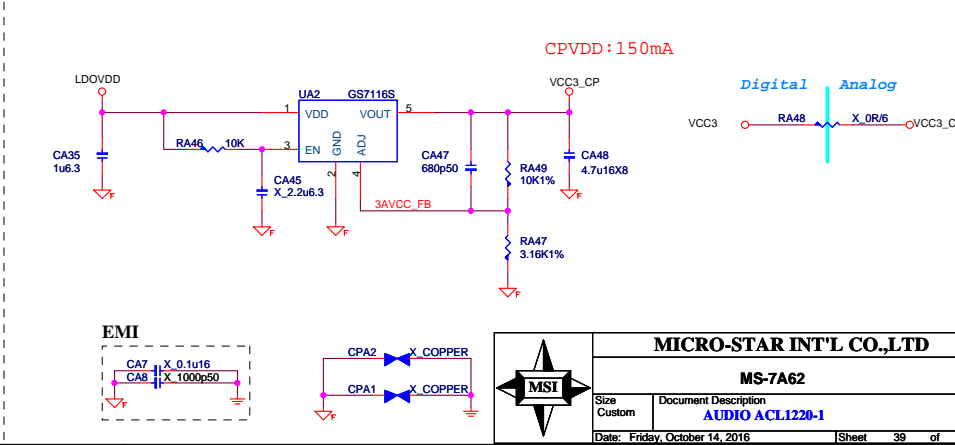 CPVDD:150mA
LDOVDD
VCC3_CP
UA2 GS7116S
1 VDD VOUT 5
RA46 10K 3 EN
GND ADJ
2 4
CA35
1u6.3
CA45
X_2.2u6.3
CA47
680p50
RA49
10K1%
CA48
4.7u16X8
3AVCC_FB
RA47
3.16K1%
F
F
F
F
F
Digital Analog
VCC3 RA48 X_0R/6 VCC3_C
EMI
CA7 X_0.1u16
CA8 X_1000p50
F
CPA2 X_COPPER
CPA1 X_COPPER
F
MSI
MICRO-STAR INT'L CO.,LTD
MS-7A62
Size
Custom
Document Description
AUDIO ACL1220-1
Date: Friday, October 14, 2016 Sheet 39 of